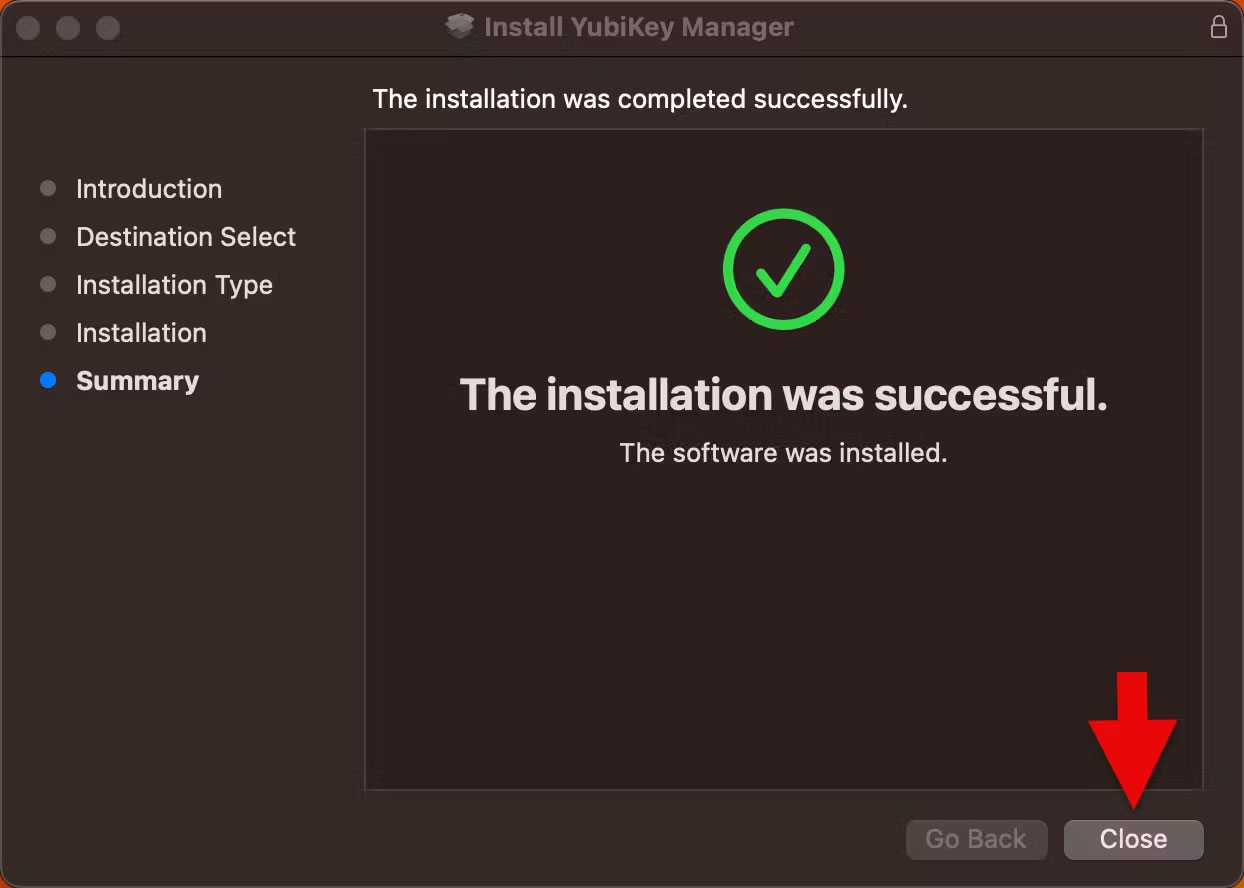 Install YubiKey Manager
The installation was completed successfully.
Introduction
Destination Select
Installation Type
Installation
Summary
The installation was successful.
The software was installed.
Go Back
Close